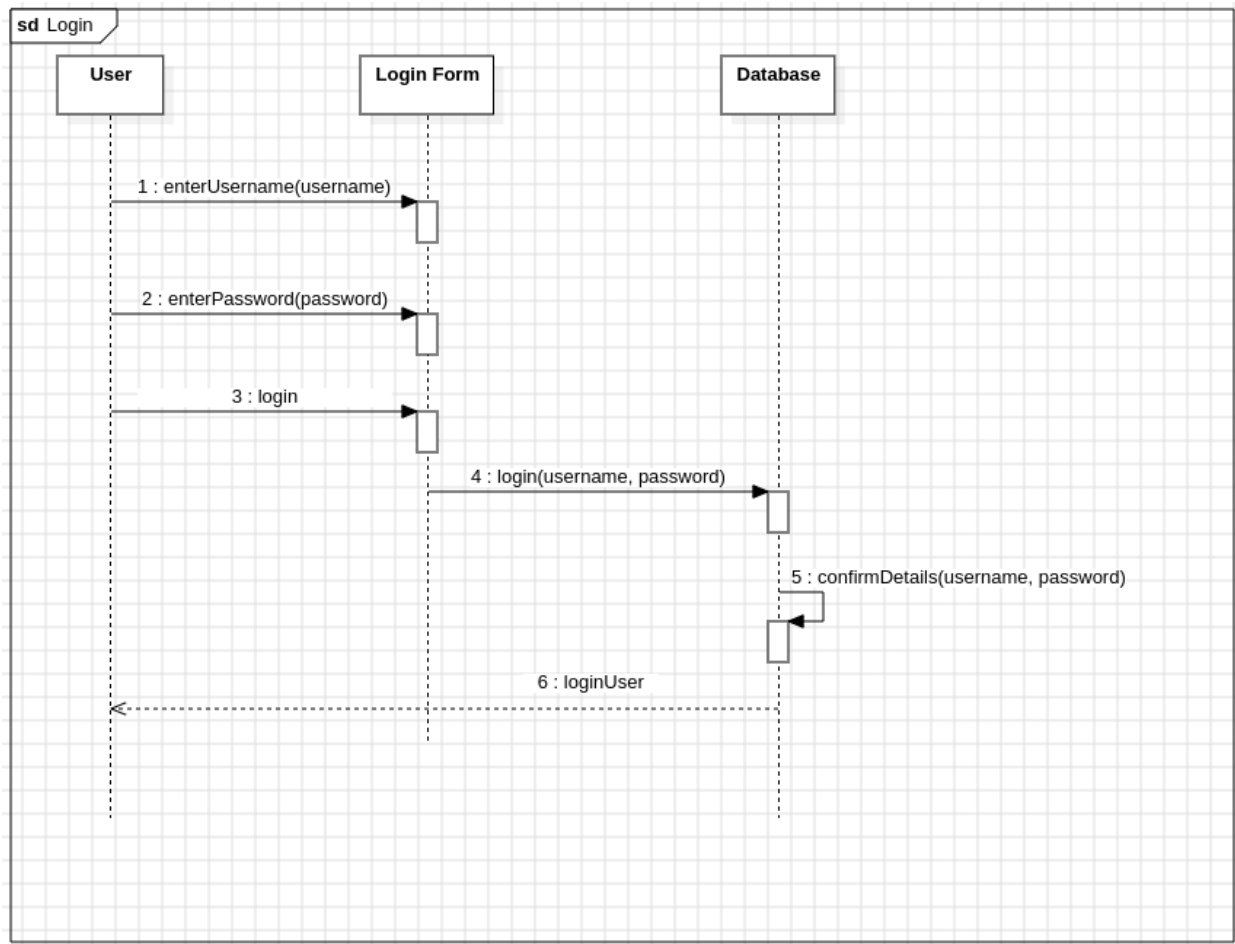 sd Login
User
Login Form
Database
1 : enterUsername(username)
2 : enterPassword(password)
3 : login
4 : login(username, password)
5 : confirmDetails(username, password)
6 : loginUser